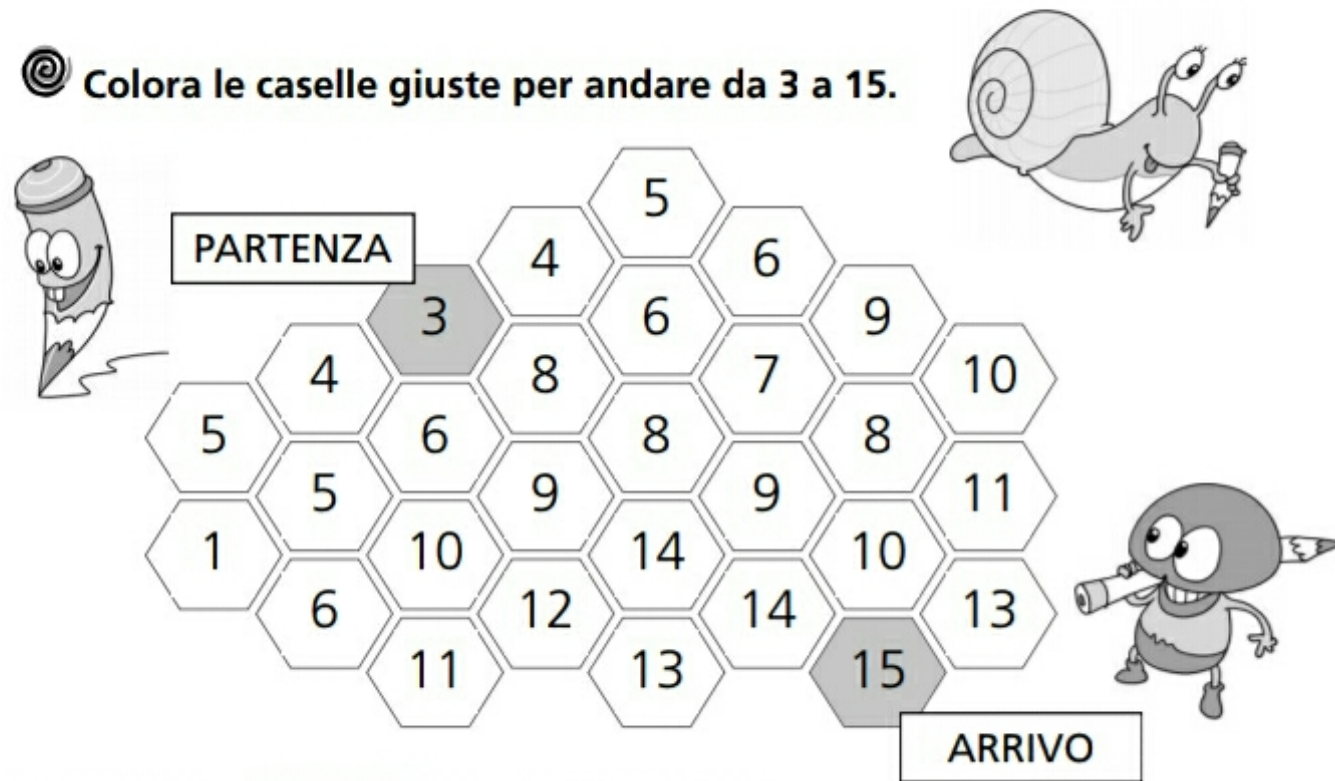 Colora le caselle giuste per andare da 3 a 15.
PARTENZA
5
4 6
3 6 9
4 8 7 10
5 6 8 8
5 9 9 11
1 10 14 10
6 12 14 13
11 13 15
ARRIVO